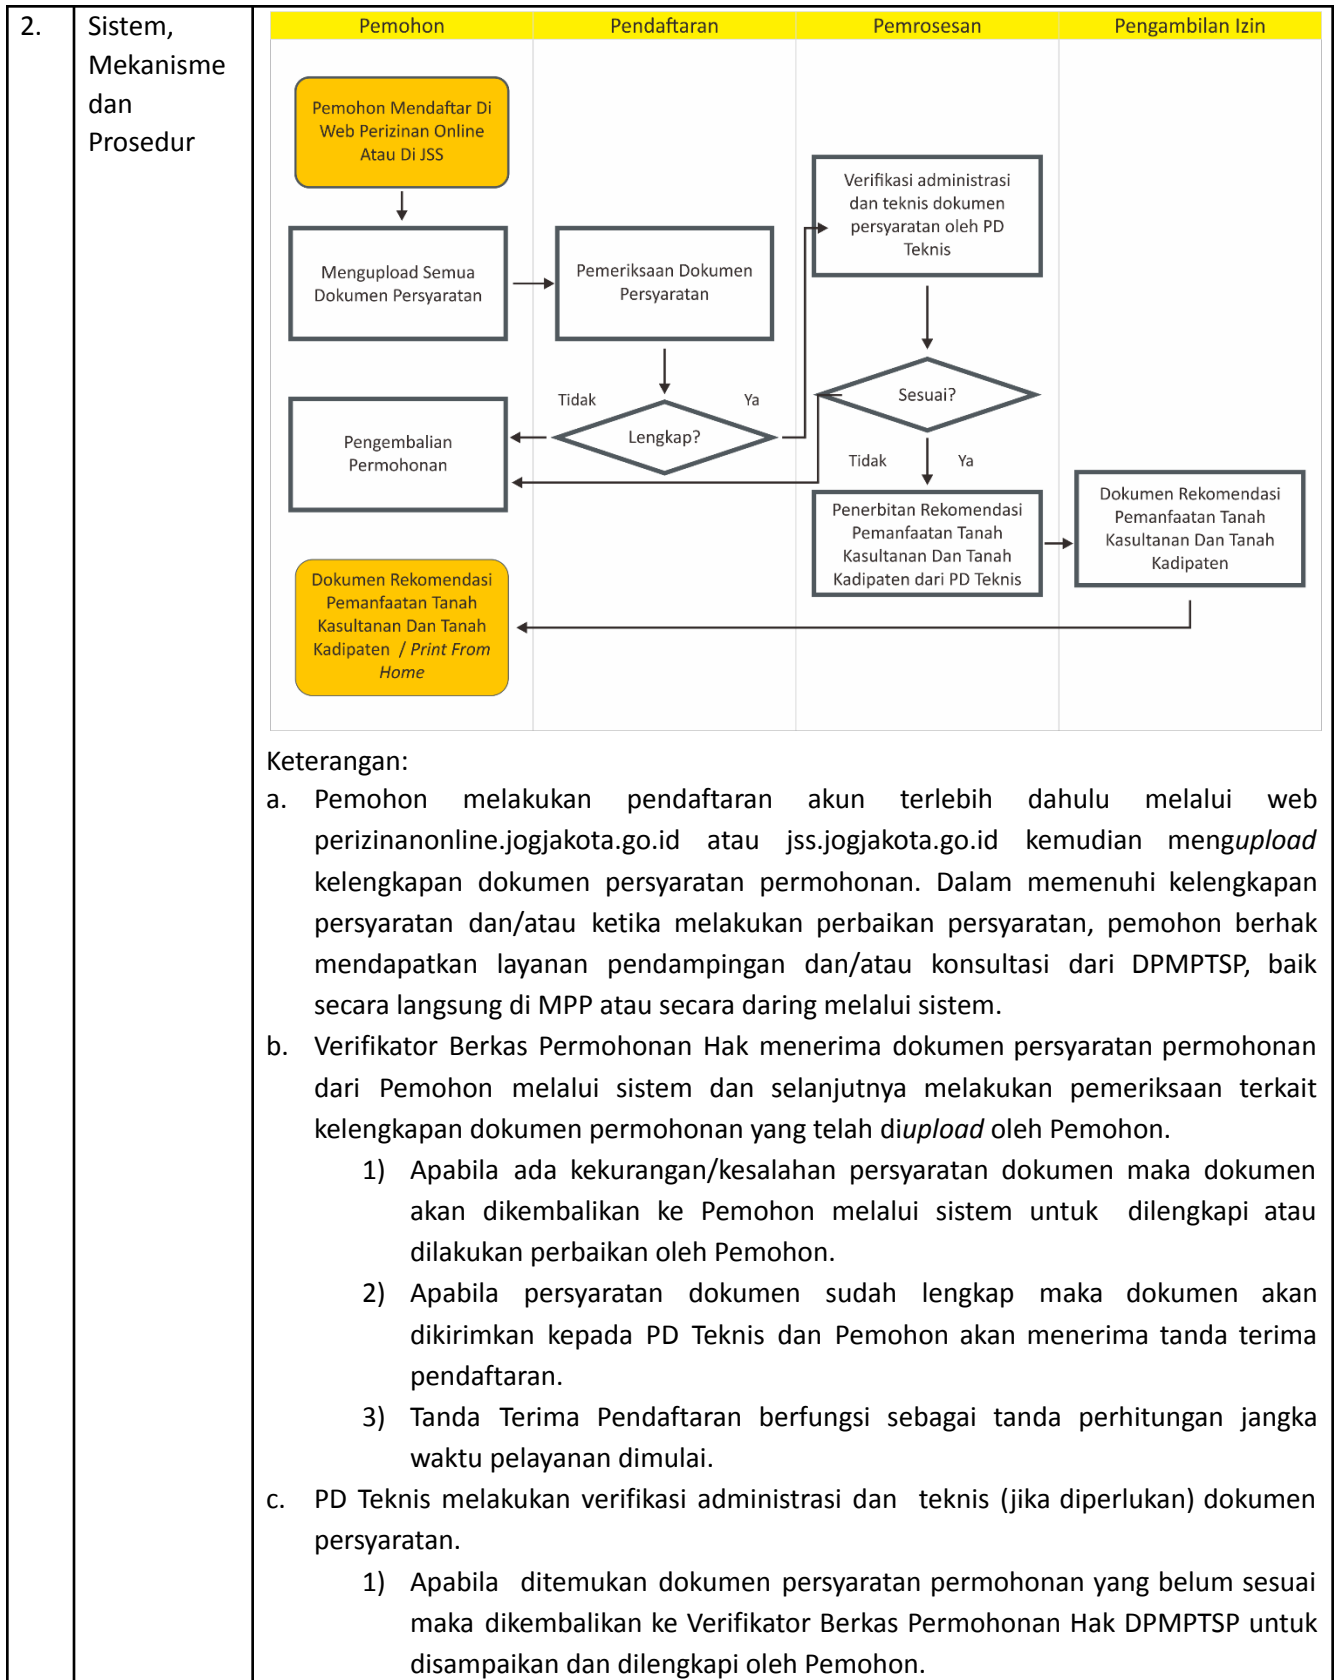 2.
Sistem,
Mekanisme
dan
Prosedur
Pemohon
Pendaftaran
Pemrosesan
Pengambilan Izin
Pemohon Mendaftar Di
Web Perizinan Online
Atau Di JSS
Mengupload Semua
Dokumen Persyaratan
Pemeriksaan Dokumen
Persyaratan
Verifikasi administrasi
dan teknis dokumen
persyaratan oleh PD
Teknis
Tidak
Ya
Lengkap?
Sesuai?
Pengembalian
Permohonan
Tidak
Ya
Penerbitan Rekomendasi
Pemanfaatan Tanah
Kasultanan Dan Tanah
Kadipaten dari PD Teknis
Dokumen Rekomendasi
Pemanfaatan Tanah
Kasultanan Dan Tanah
Kadipaten
Dokumen Rekomendasi
Pemanfaatan Tanah
Kasultanan Dan Tanah
Kadipaten / Print From
Home
Keterangan:
a. Pemohon melakukan pendaftaran akun terlebih dahulu melalui web
perizinanonline.jogjakota.go.id atau jss.jogjakota.go.id kemudian mengupload
kelengkapan dokumen persyaratan permohonan. Dalam memenuhi kelengkapan
persyaratan dan/atau ketika melakukan perbaikan persyaratan, pemohon berhak
mendapatkan layanan pendampingan dan/atau konsultasi dari DPMPTSP, baik
secara langsung di MPP atau secara daring melalui sistem.
b. Verifikator Berkas Permohonan Hak menerima dokumen persyaratan permohonan
dari Pemohon melalui sistem dan selanjutnya melakukan pemeriksaan terkait
kelengkapan dokumen permohonan yang telah diupload oleh Pemohon.
1) Apabila ada kekurangan/kesalahan persyaratan dokumen maka dokumen
akan dikembalikan ke Pemohon melalui sistem untuk dilengkapi atau
dilakukan perbaikan oleh Pemohon.
2) Apabila persyaratan dokumen sudah lengkap maka dokumen akan
dikirimkan kepada PD Teknis dan Pemohon akan menerima tanda terima
pendaftaran.
3) Tanda Terima Pendaftaran berfungsi sebagai tanda perhitungan jangka
waktu pelayanan dimulai.
c. PD Teknis melakukan verifikasi administrasi dan teknis (jika diperlukan) dokumen
persyaratan.
1) Apabila ditemukan dokumen persyaratan permohonan yang belum sesuai
maka dikembalikan ke Verifikator Berkas Permohonan Hak DPMPTSP untuk
disampaikan dan dilengkapi oleh Pemohon.